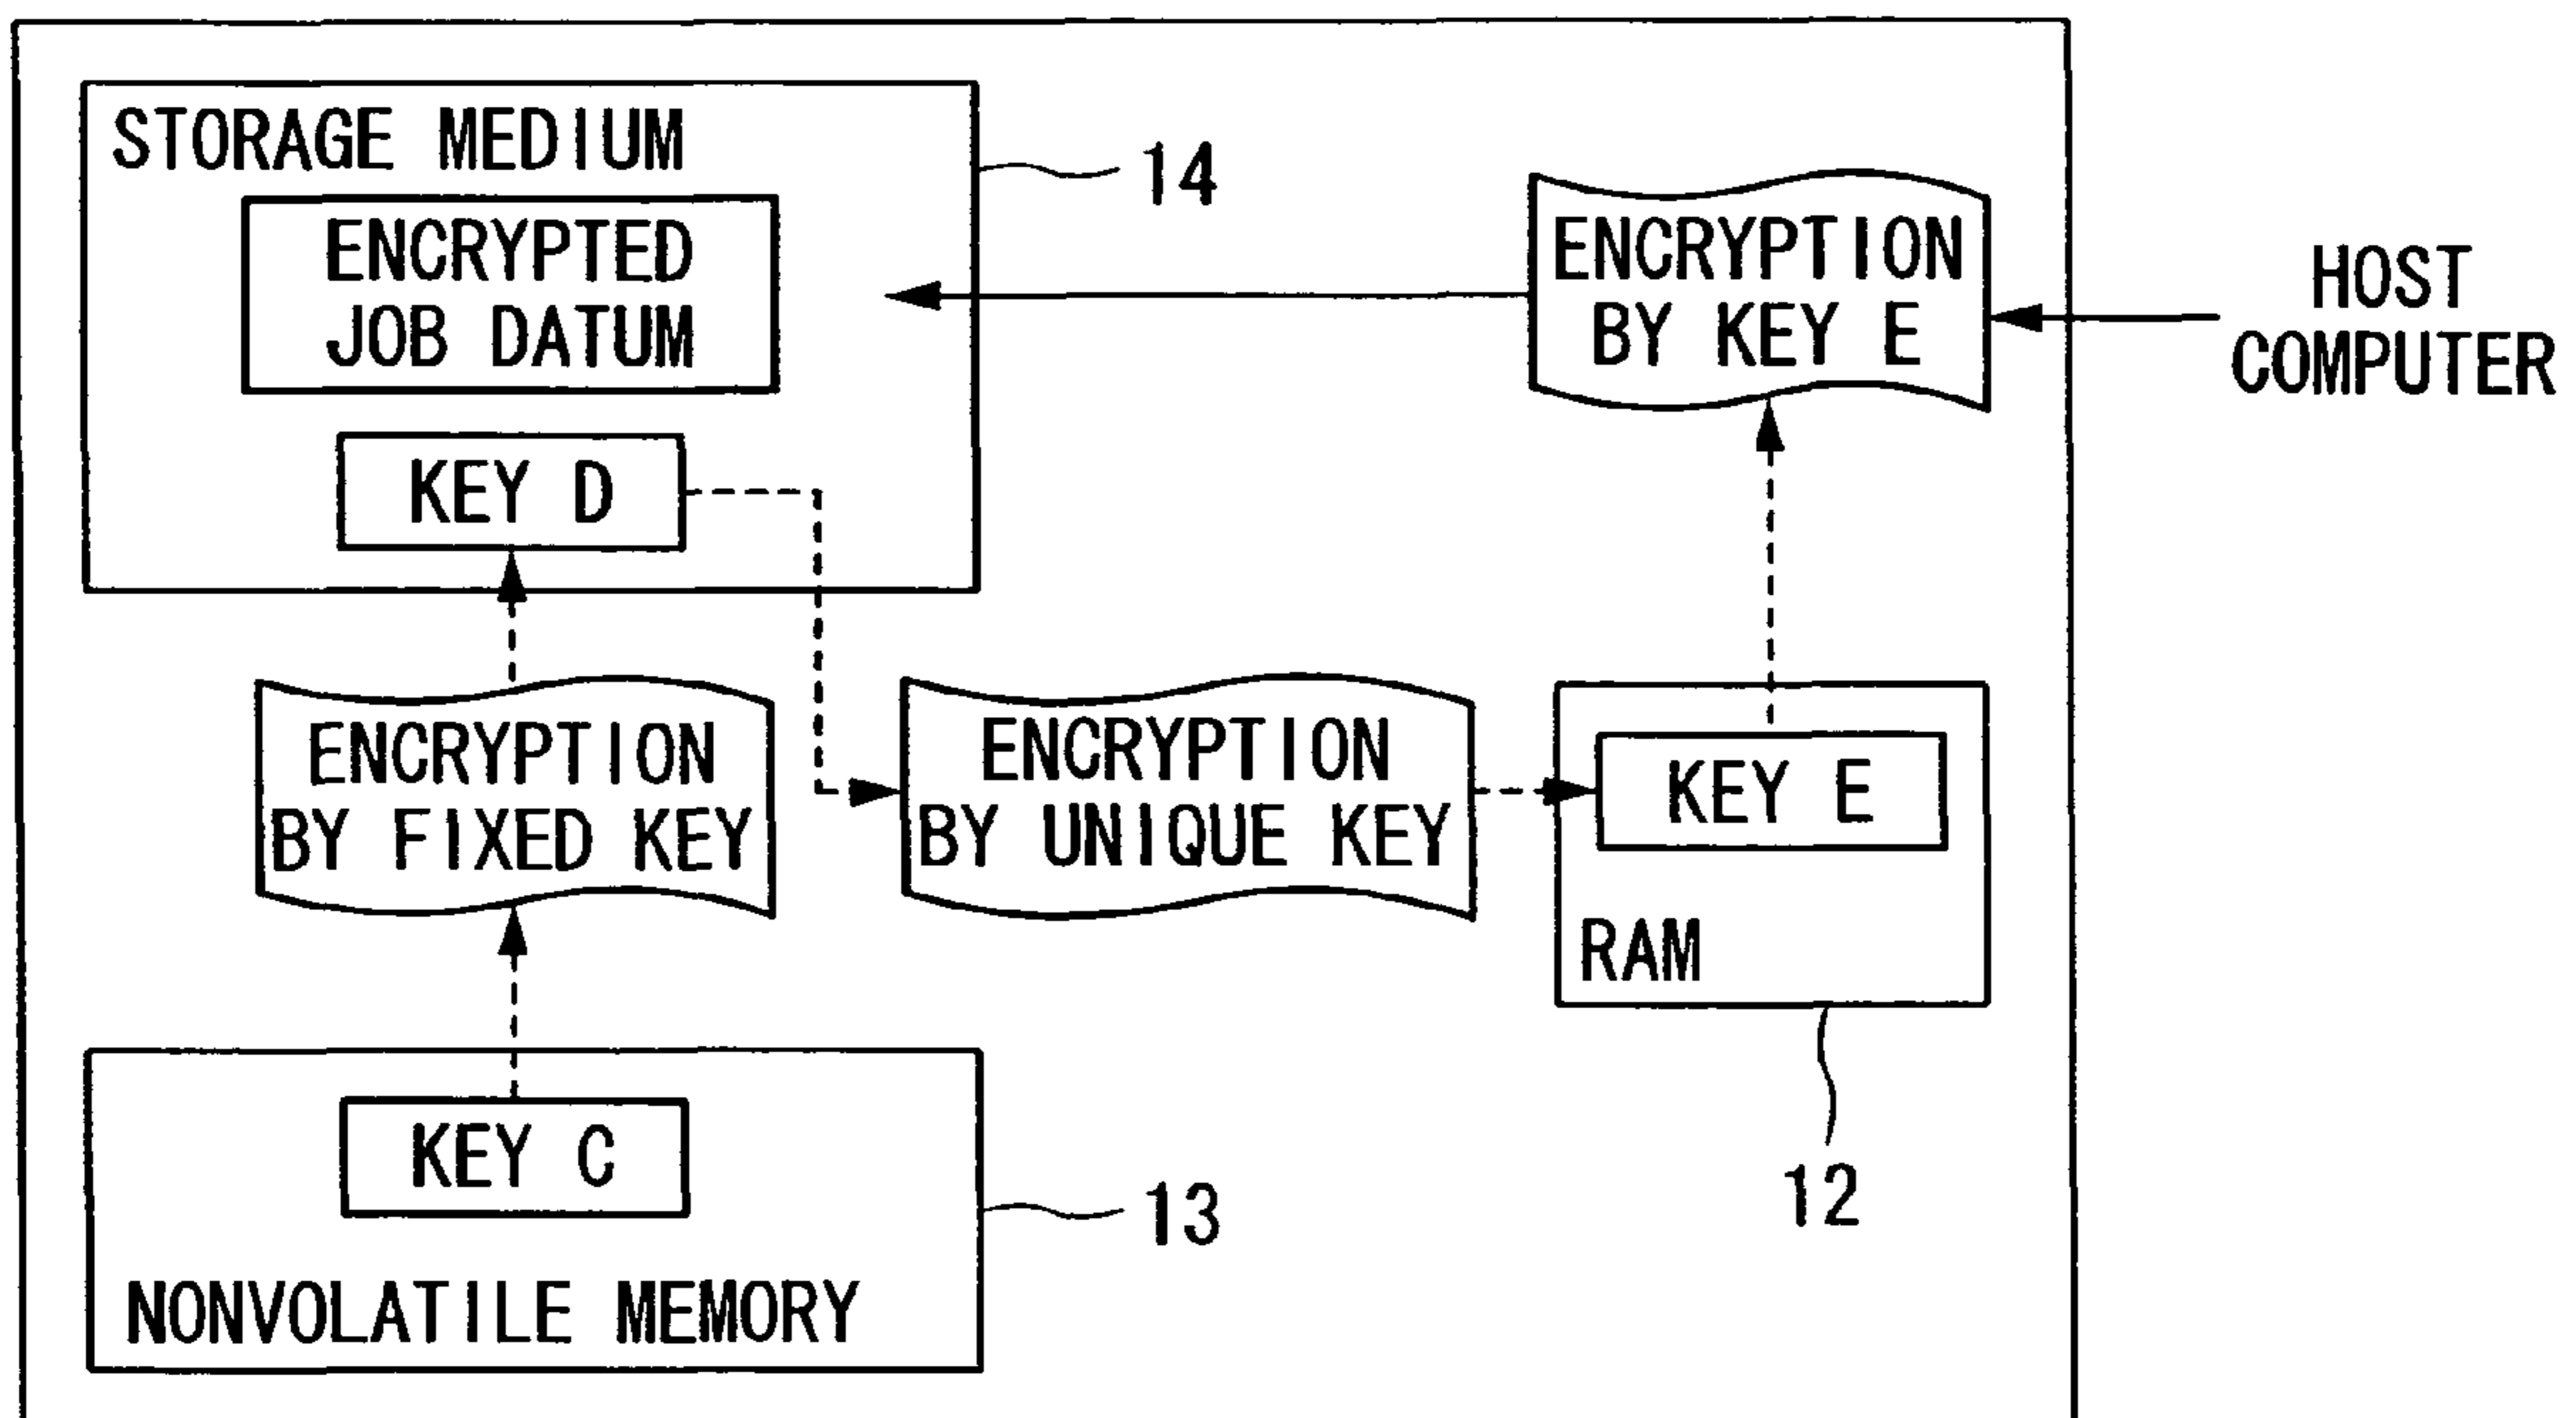 STORAGE MEDIUM
14
ENCRYPTED
JOB DATUM
ENCRYPTION
BY KEY E
HOST
COMPUTER
KEY D
ENCRYPTION
BY FIXED KEY
ENCRYPTION
BY UNIQUE KEY
KEY E
RAM
12
KEY C
13
NONVOLATILE MEMORY